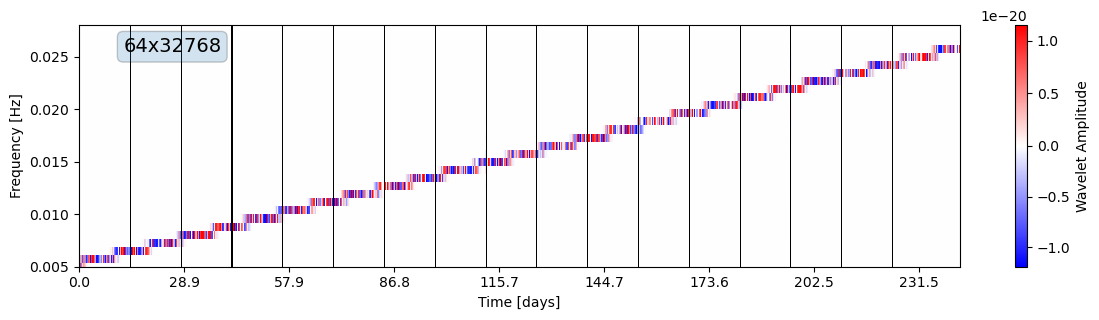 1e−20
64x32768
0.025
0.020
0.015
0.010
0.005
Frequency [Hz]
0.0 28.9 57.9 86.8 115.7 144.7 173.6 202.5 231.5
Time [days]
1.0
0.5
0.0
−0.5
−1.0
Wavelet Amplitude